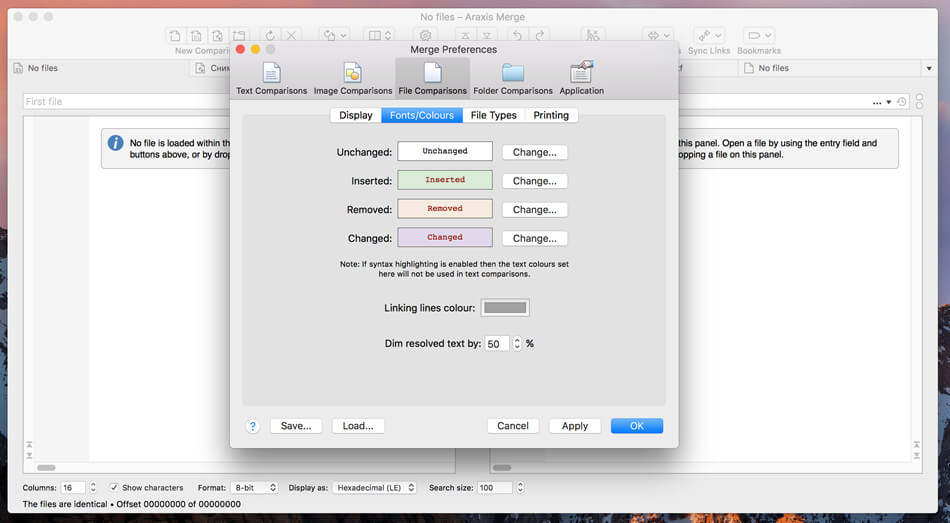 No files – Araxis Merge
New Comparis
Sync Links
Bookmarks
Merge Preferences
Text Comparisons
Image Comparisons
File Comparisons
Folder Comparisons
Application
No files
Сним
No files
Display
Fonts/Colours
File Types
Printing
First file
...
No file is loaded within th
buttons above, or by drop
this panel. Open a file by using the entry field and
opping a file on this panel.
Unchanged:
Unchanged
Change...
Inserted:
Inserted
Change...
Removed:
Removed
Change...
Changed:
Changed
Change...
Note: If syntax highlighting is enabled then the text colours set
here will not be used in text comparisons.
Linking lines colour:
Dim resolved text by:
50
%
?
Save...
Load...
Cancel
Apply
OK
Columns:
16
Show characters
Format:
8-bit
Display as:
Hexadecimal (LE)
Search size:
100
The files are identical • Offset 00000000 of 00000000